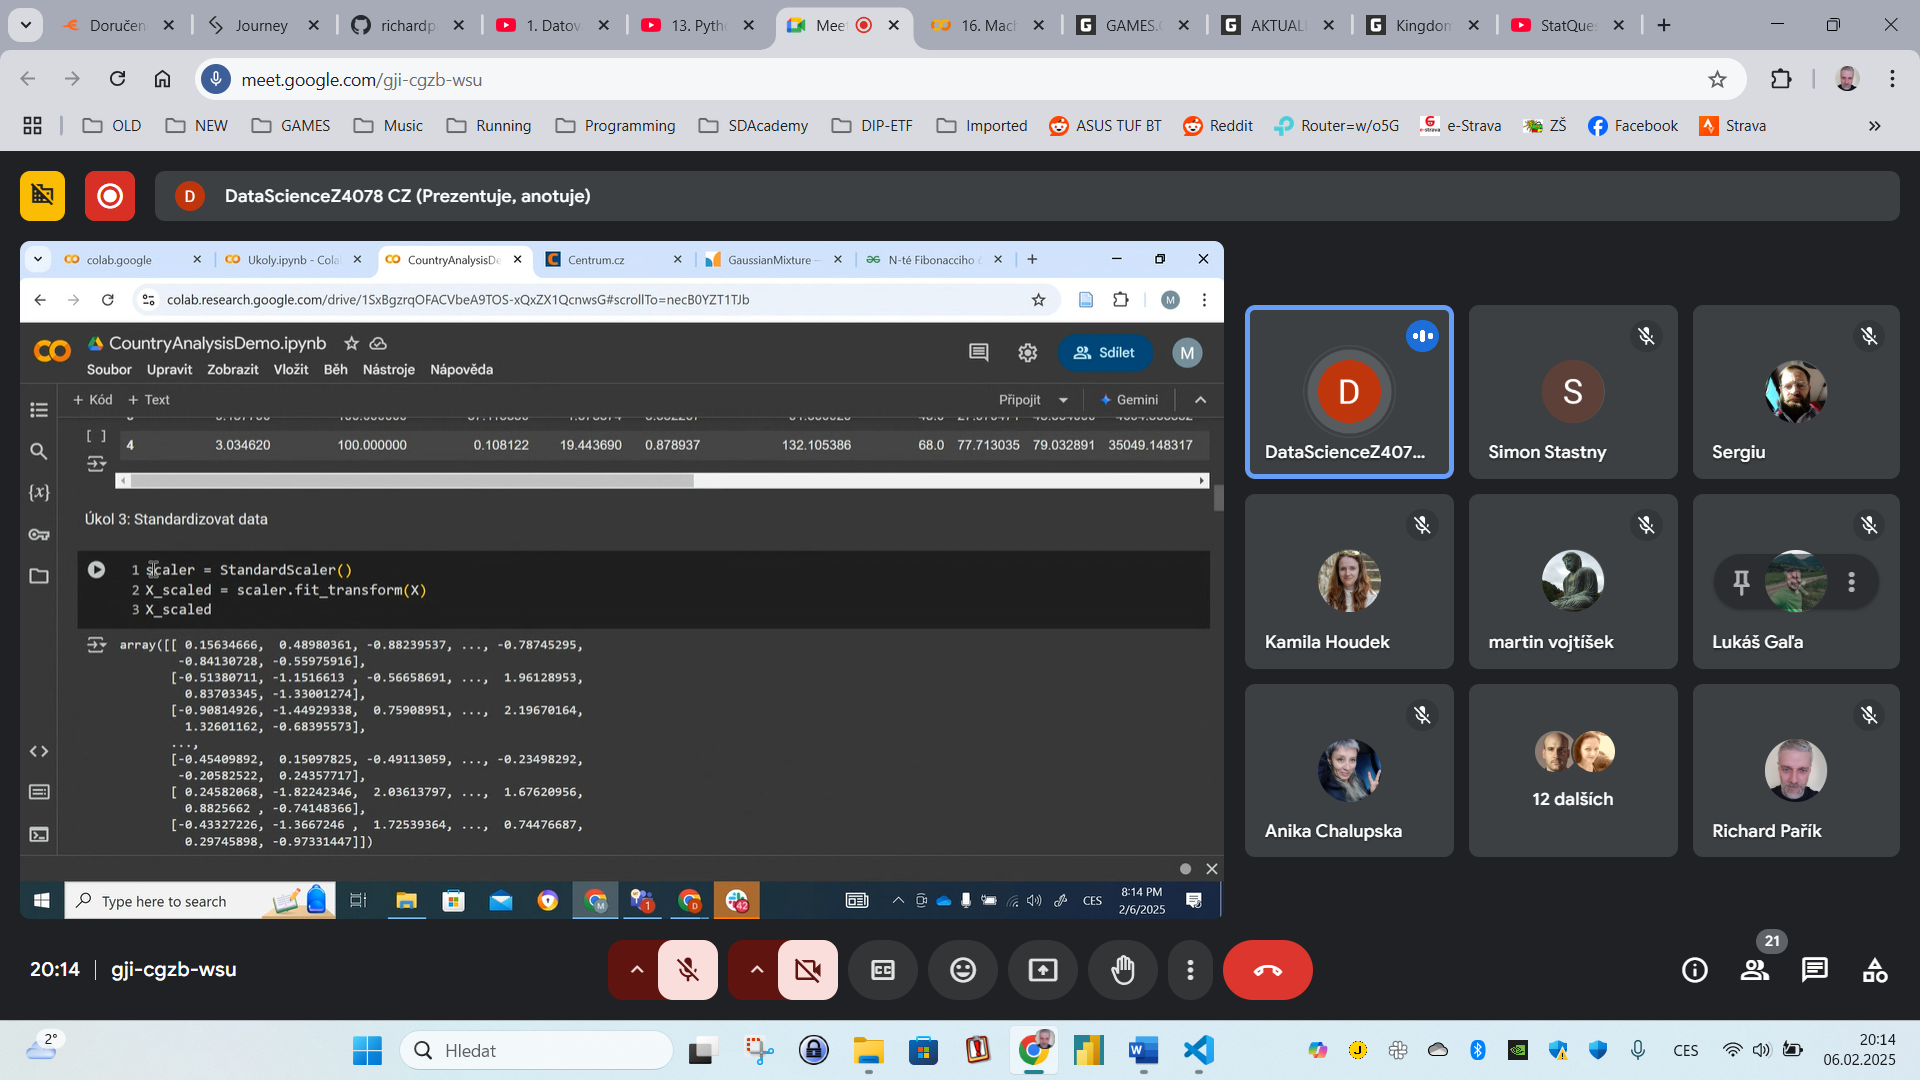 Doručen
Journey
richardp
1. Datov
13. Pyth
Meet
16. Mach
GAMES.
AKTUAL
Kingdom
StatQues
meet.google.com/gji-cgzb-wsu
OLD
NEW
GAMES
Music
Running
Programming
SDAcademy
DIP-ETF
Imported
ASUS TUF BT
Reddit
Router=w/o5G
e-Strava
ZŠ
Facebook
Strava
D
DataScienceZ4078 CZ (Prezentuje, anotuje)
colab.google
Ukoly.ipynb - Cola
CountryAnalysisDe
Centrum.cz
GaussianMixture —
N-té Fibonacciho č
colab.research.google.com/drive/1SxBgzrqOFACVbeA9TOS-xQxZX1QcnwsG#scrollTo=necB0YZT1TJb
M
CountryAnalysisDemo.ipynb
Sdílet
M
Soubor Upravit Zobrazit Vložit Běh Nástroje Nápověda
+ Kód + Text
Připojit
Gemini
[ ]
4 3.034620 100.000000 0.108122 19.443690 0.878937 132.105386 68.0 77.713035 79.032891 35049.148317
Úkol 3: Standardizovat data
1 scaler = StandardScaler()
2 X_scaled = scaler.fit_transform(X)
3 X_scaled
array([[ 0.15634666, 0.48980361, -0.88239537, ..., -0.78745295,
-0.84130728, -0.55975916],
[-0.51380711, -1.1516613 , -0.56658691, ..., 1.96128953,
0.83703345, -1.33001274],
[-0.90814926, -1.44929338, 0.75908951, ..., 2.19670164,
1.32601162, -0.68395573],
...,
[-0.45409892, 0.15097825, -0.49113059, ..., -0.23498292,
-0.20582522, 0.24357717],
[ 0.24582068, -1.82242346, 2.03613797, ..., 1.67620956,
0.8825662 , -0.74148366],
[-0.43327226, -1.3667246 , 1.72539364, ..., 0.74476687,
0.29745898, -0.97331447]])
Type here to search
1
42
CES
8:14 PM
2/6/2025
D
DataScienceZ407...
S
Simon Stastny
Sergiu
Kamila Houdek
martin vojtíšek
Lukáš Gaľa
Anika Chalupska
12 dalších
Richard Pařík
20:14
gji-cgzb-wsu
21
2°
Hledat
CES
20:14
06.02.2025